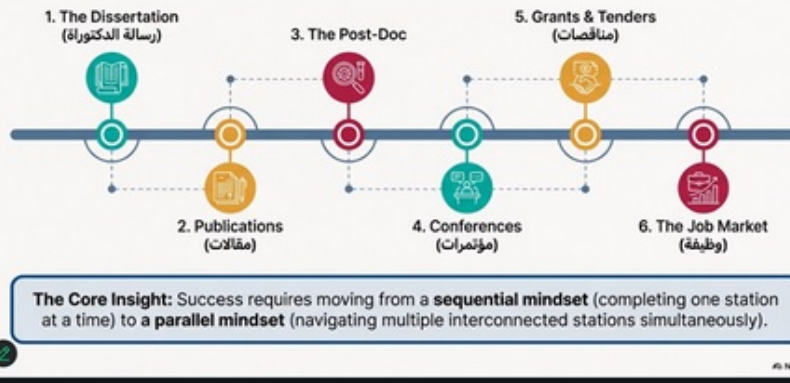 1. The Dissertation
(رسالة الدكتوراة)
2. Publications
(مقالات)
3. The Post-Doc
4. Conferences
(مؤتمرات)
5. Grants & Tenders
(مناقصات)
6. The Job Market
(وظيفة)
The Core Insight: Success requires moving from a sequential mindset (completing one station
at a time) to a parallel mindset (navigating multiple interconnected stations simultaneously).